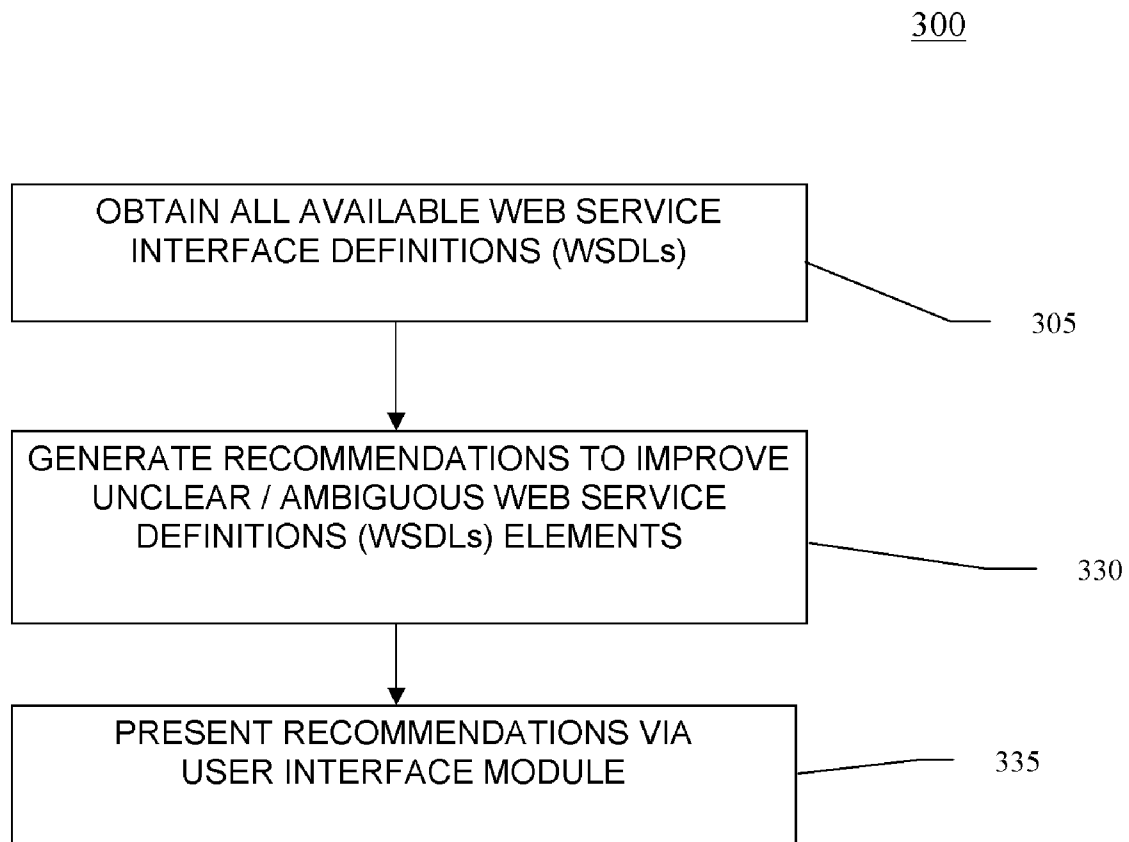 300
OBTAIN ALL AVAILABLE WEB SERVICE
INTERFACE DEFINITIONS (WSDLs)
305
GENERATE RECOMMENDATIONS TO IMPROVE
UNCLEAR / AMBIGUOUS WEB SERVICE
DEFINITIONS (WSDLs) ELEMENTS
330
PRESENT RECOMMENDATIONS VIA
USER INTERFACE MODULE
335